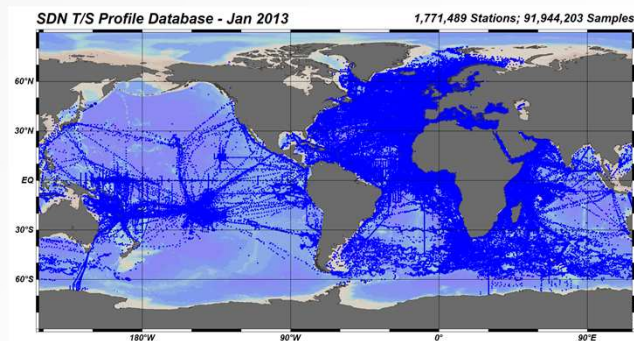 SDN T/S Profile Database - Jan 2013 1,771,489 Stations; 91,944,203 Samples
60°N
30°N
EQ
30°S
60°S
180°W 90°W 0° 90°E